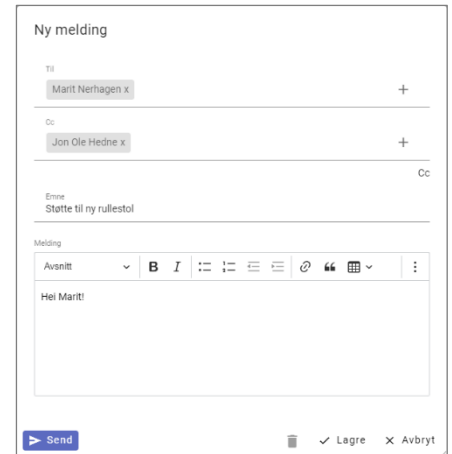 Ny melding
Til
Marit Nerhagen x
Cc
Jon Ole Hedne x
Cc
Emne
Støtte til ny rullestol
Melding
Avsnitt B I
Hei Marit!
Send Lagre Avbryt